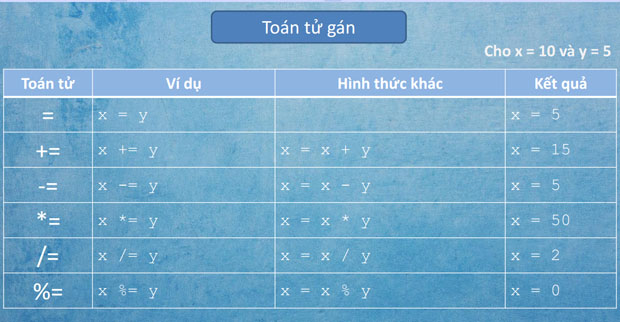 Toán tử gán
Cho x = 10 và y = 5
Toán tử Ví dụ Hình thức khác Kết quả
= x = y x = 5
+= x += y x = x + y x = 15
-= x -= y x = x - y x = 5
*= x *= y x = x * y x = 50
/= x /= y x = x / y x = 2
%= x %= y x = x % y x = 0